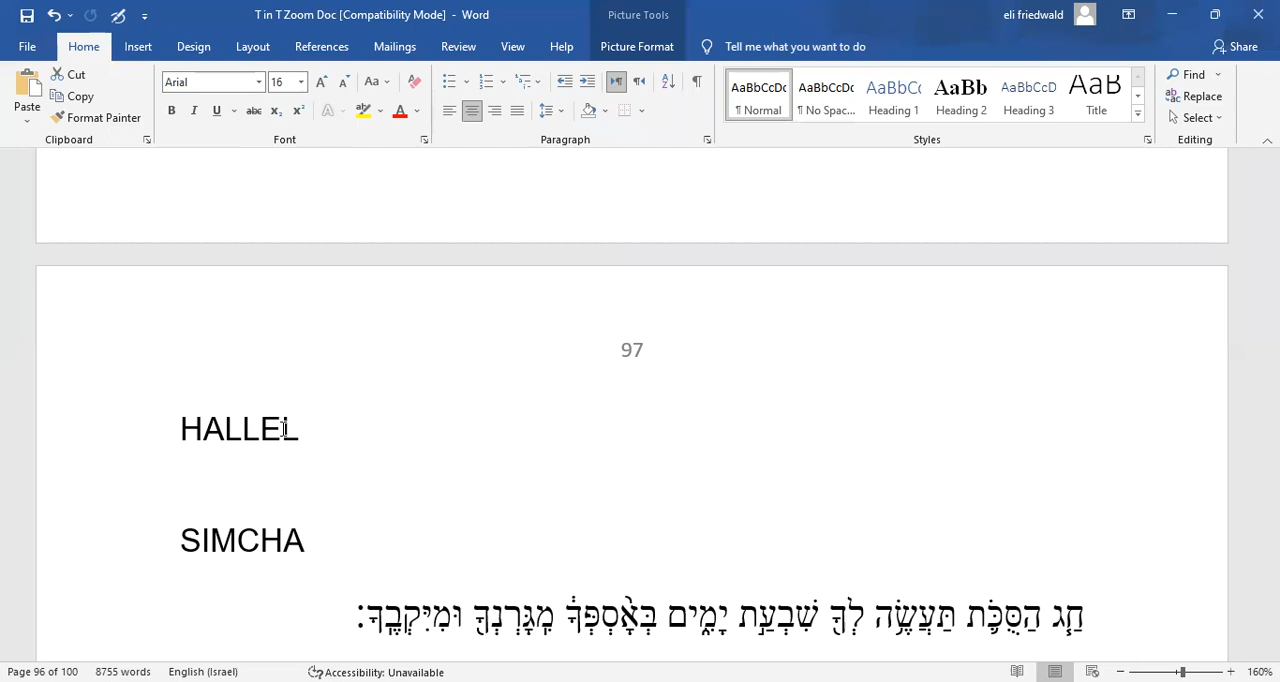 T in T Zoom Doc [Compatibility Mode] - Word
Picture Tools
eli friedwald
File Home Insert Design Layout References Mailings Review View Help Picture Format Tell me what you want to do Share
Paste
Cut
Copy
Format Painter
Clipboard
Arial 16
Aa
B I U abc x₂ x² A A
Font
Paragraph
AaBbCcDc AaBbCcDc AaBbCc AaBb AaBbCcD AaB
¶ Normal ¶ No Spac... Heading 1 Heading 2 Heading 3 Title
Styles
Find
Replace
Select
Editing
97
HALLEL
SIMCHA
חַ֧ג הַסֻּכֹּ֛ת תַּעֲשֶׂ֥ה לְךָ֖ שִׁבְעַ֣ת יָמִ֑ים בְּאָ֨סְפְּךָ֔ מִֽגָּרְנְךָ֖ וּמִיִּקְבֶֽךָ׃
Page 96 of 100 8755 words English (Israel) Accessibility: Unavailable 160%